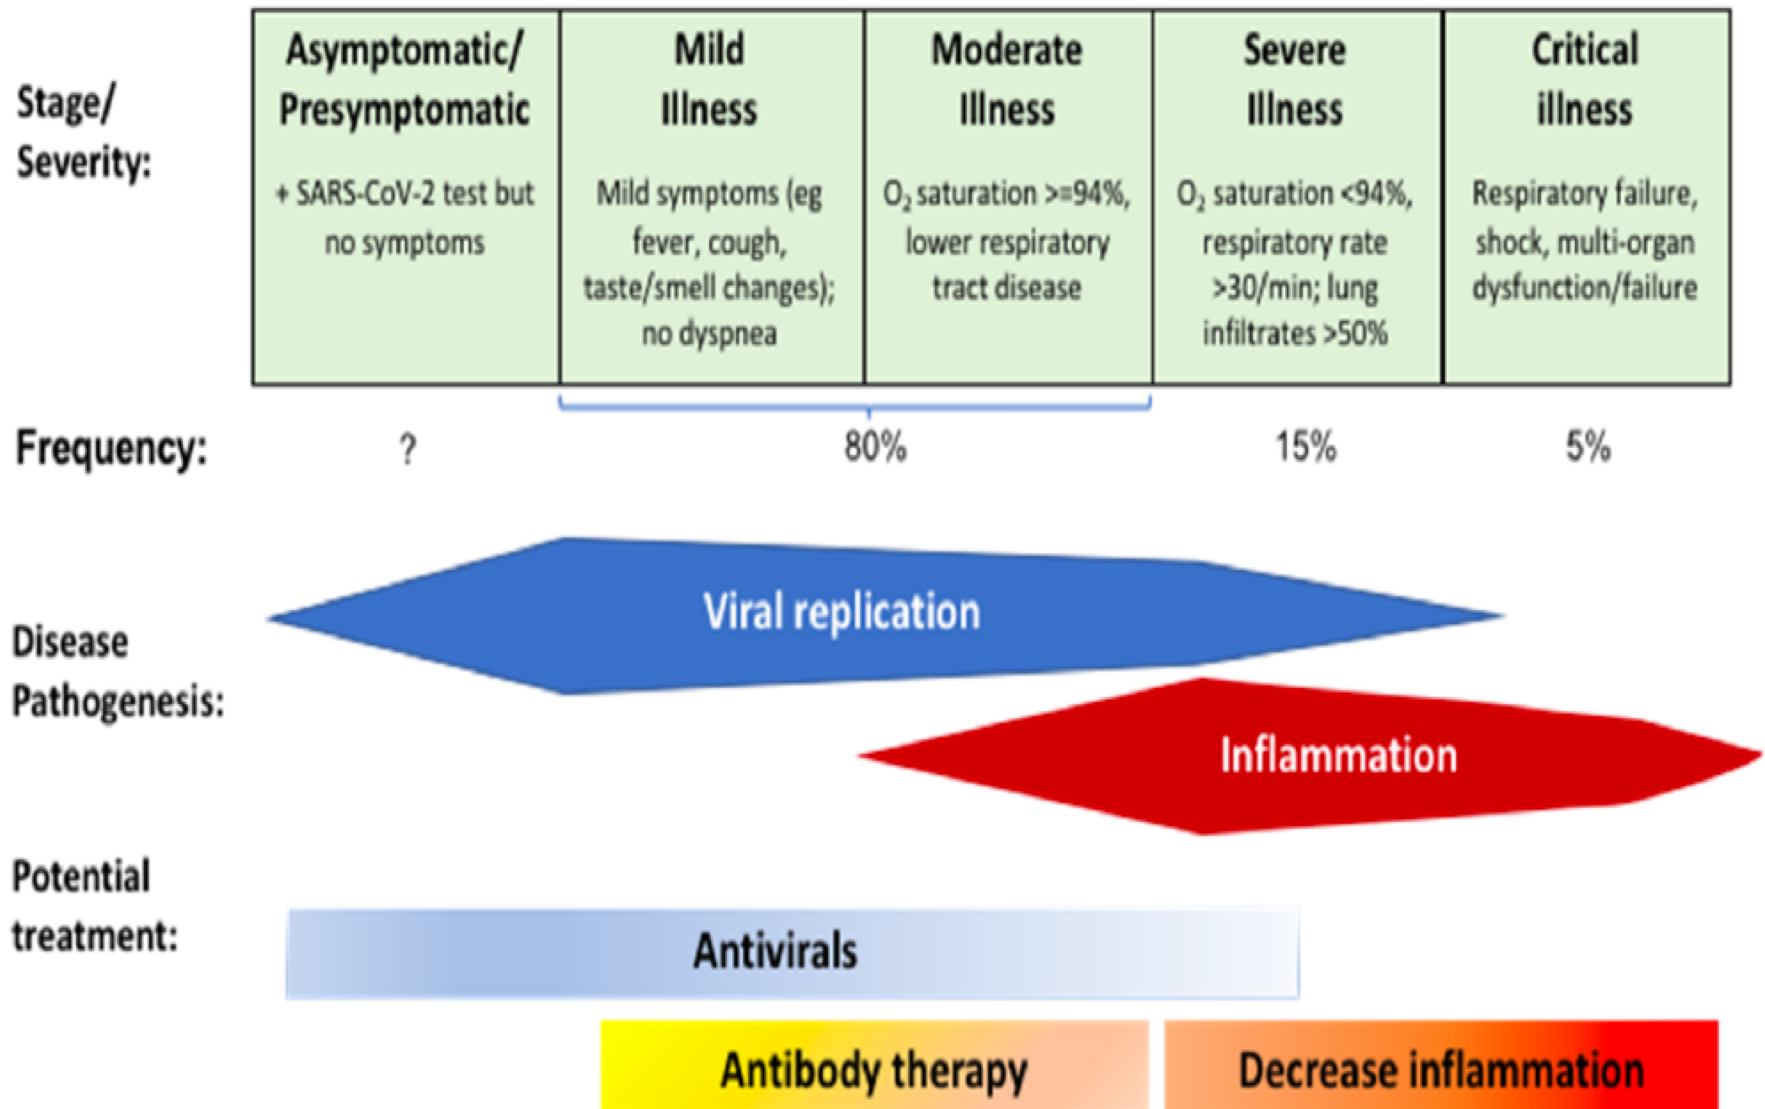 Stage/
Severity:
Asymptomatic/
Presymptomatic
+ SARS-CoV-2 test but
no symptoms
Mild
Illness
Mild symptoms (eg
fever, cough,
taste/smell changes);
no dyspnea
Moderate
Illness
O₂ saturation >=94%,
lower respiratory
tract disease
Severe
Illness
O₂ saturation <94%,
respiratory rate
>30/min; lung
infiltrates >50%
Critical
illness
Respiratory failure,
shock, multi-organ
dysfunction/failure
Frequency:
?
80%
15%
5%
Disease
Pathogenesis:
Viral replication
Inflammation
Potential
treatment:
Antivirals
Antibody therapy
Decrease inflammation